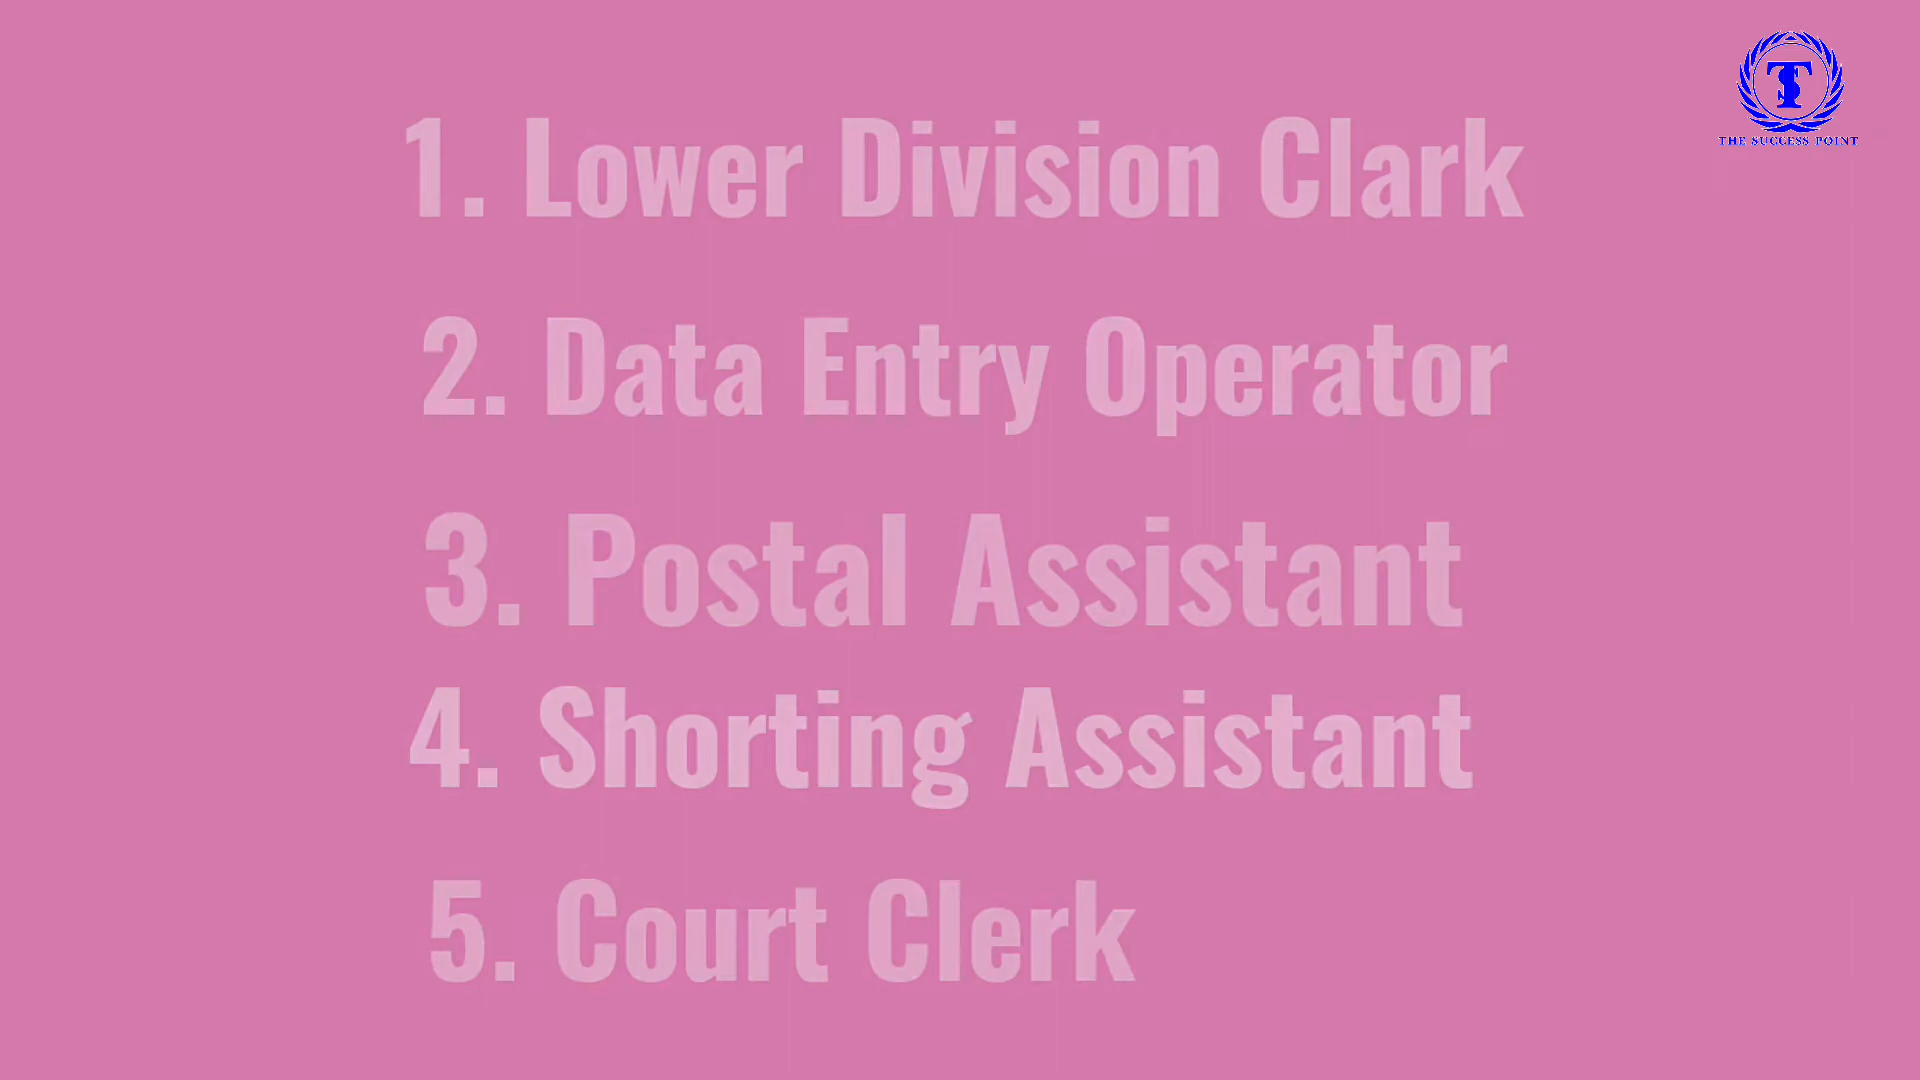 TS
THE SUCCESS POINT
1. Lower Division Clark
2. Data Entry Operator
3. Postal Assistant
4. Shorting Assistant
5. Court Clerk